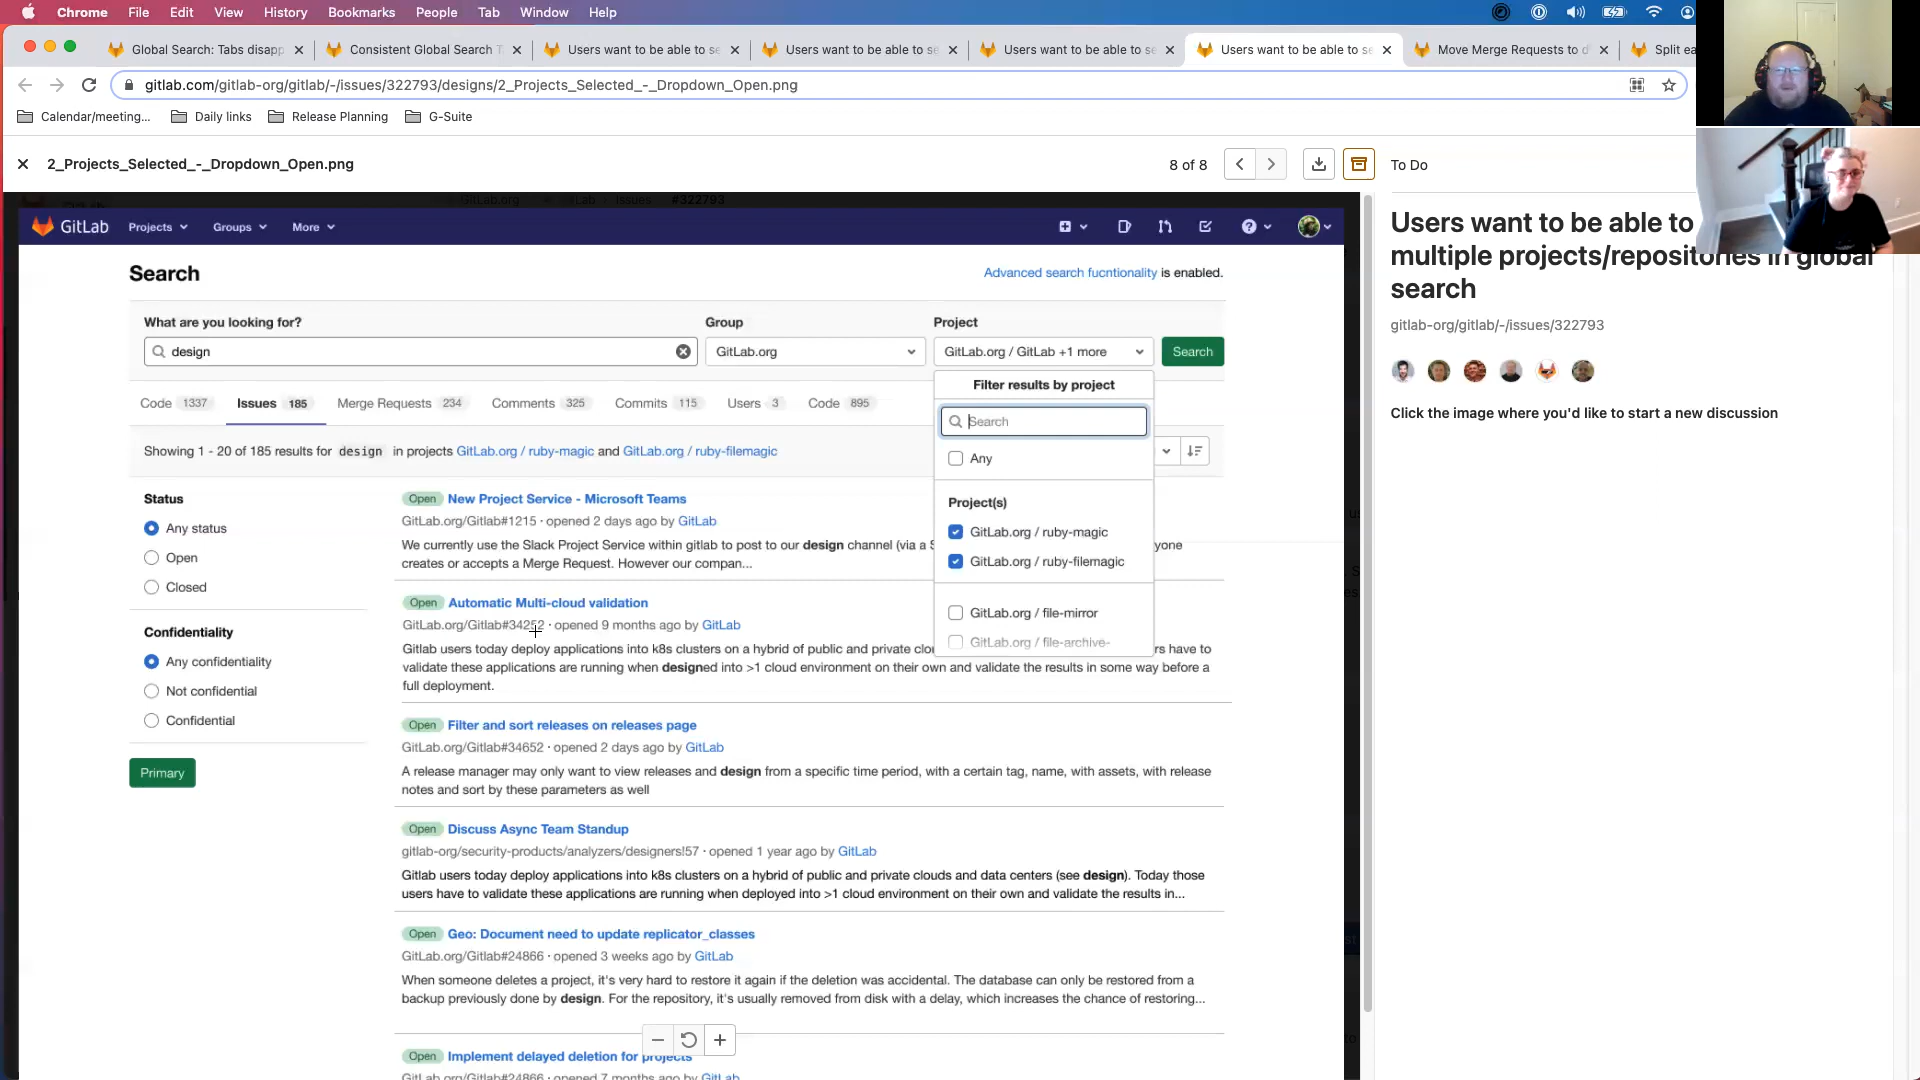 Chrome File Edit View History Bookmarks People Tab Window Help
Global Search: Tabs disapp
Consistent Global Search T
Users want to be able to se
Users want to be able to se
Users want to be able to se
Users want to be able to se
Move Merge Requests to d
Split ea
gitlab.com/gitlab-org/gitlab/-/issues/322793/designs/2_Projects_Selected_-_Dropdown_Open.png
Calendar/meeting... Daily links Release Planning G-Suite
2_Projects_Selected_-_Dropdown_Open.png
8 of 8
To Do
GitLab Projects Groups More
Search
Advanced search fucntionality is enabled.
What are you looking for?
Group
Project
design
GitLab.org
GitLab.org / GitLab +1 more
Search
Filter results by project
Search
Any
Project(s)
GitLab.org / ruby-magic
GitLab.org / ruby-filemagic
GitLab.org / file-mirror
GitLab.org / file-archive-
Code 1337 Issues 185 Merge Requests 234 Comments 325 Commits 115 Users 3 Code 895
Showing 1 - 20 of 185 results for design in projects GitLab.org / ruby-magic and GitLab.org / ruby-filemagic
Status
Any status
Open
Closed
Confidentiality
Any confidentiality
Not confidential
Confidential
Primary
Open New Project Service - Microsoft Teams
GitLab.org/Gitlab#1215 · opened 2 days ago by GitLab
We currently use the Slack Project Service within gitlab to post to our design channel (via a S yone
creates or accepts a Merge Request. However our compan...
Open Automatic Multi-cloud validation
GitLab.org/Gitlab#34252 · opened 9 months ago by GitLab
Gitlab users today deploy applications into k8s clusters on a hybrid of public and private clou rs have to
validate these applications are running when designed into >1 cloud environment on their own and validate the results in some way before a
full deployment.
Open Filter and sort releases on releases page
GitLab.org/Gitlab#34652 · opened 2 days ago by GitLab
A release manager may only want to view releases and design from a specific time period, with a certain tag, name, with assets, with release
notes and sort by these parameters as well
Open Discuss Async Team Standup
gitlab-org/security-products/analyzers/designers!57 · opened 1 year ago by GitLab
Gitlab users today deploy applications into k8s clusters on a hybrid of public and private clouds and data centers (see design). Today those
users have to validate these applications are running when deployed into >1 cloud environment on their own and validate the results in...
Open Geo: Document need to update replicator_classes
GitLab.org/Gitlab#24866 · opened 3 weeks ago by GitLab
When someone deletes a project, it's very hard to restore it again if the deletion was accidental. The database can only be restored from a
backup previously done by design. For the repository, it's usually removed from disk with a delay, which increases the chance of restoring...
Open Implement delayed deletion for projects
GitLab.org/Gitlab#24866 · opened 7 months ago by GitLab
Users want to be able to
multiple projects/repositories in global
search
gitlab-org/gitlab/-/issues/322793
Click the image where you'd like to start a new discussion